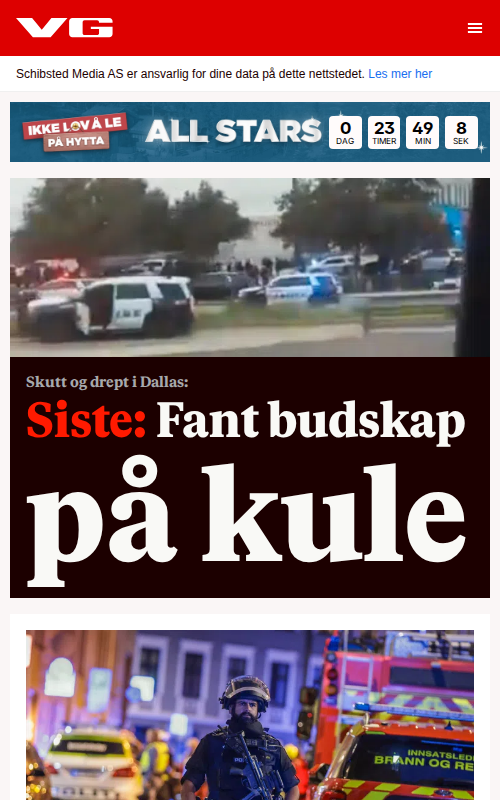 VG
Schibsted Media AS er ansvarlig for dine data på dette nettstedet. Les mer her
IKKE LOV Å LE
PÅ HYTTA
ALL STARS
0 23 49 8
DAG TIMER MIN SEK
Skutt og drept i Dallas:
Siste: Fant budskap
på kule
INNSATSLED
BRANN OG RE